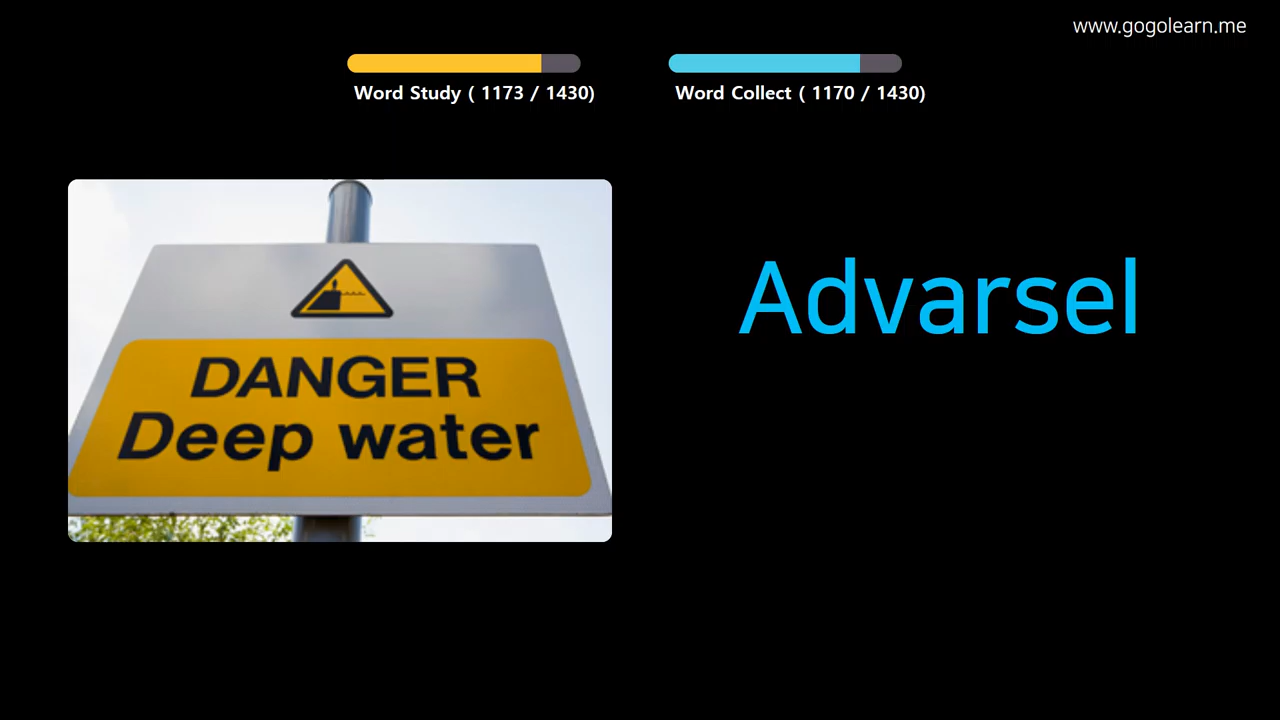 www.gogolearn.me
Word Study ( 1173 / 1430)
Word Collect ( 1170 / 1430)
DANGER
Deep water
Advarsel